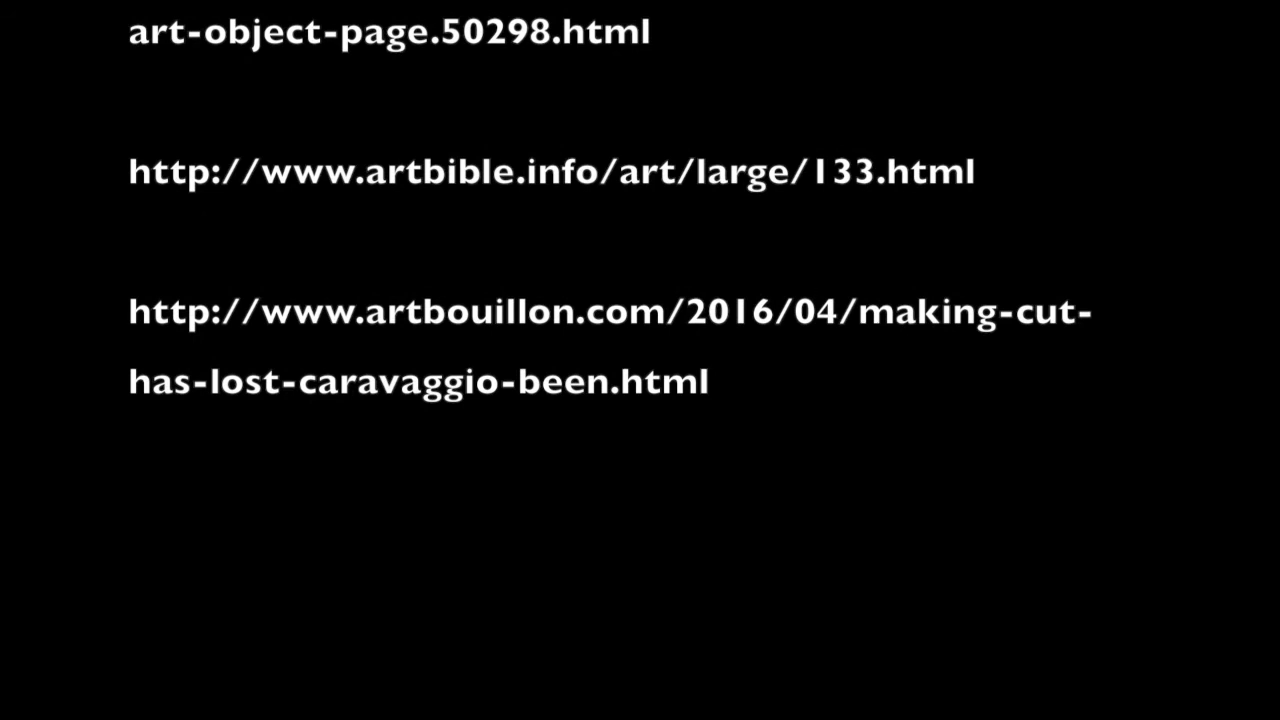 art-object-page.50298.html
http://www.artbible.info/art/large/133.html
http://www.artbouillon.com/2016/04/making-cut-
has-lost-caravaggio-been.html